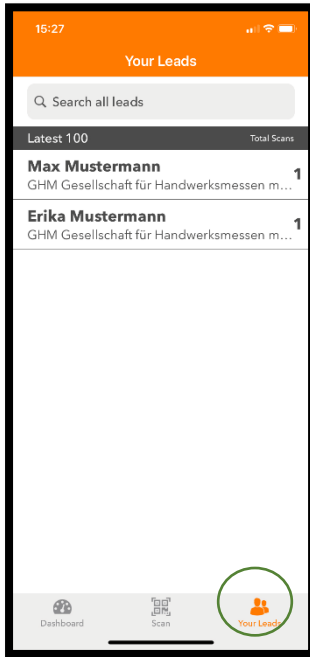 15:27
Your Leads
Search all leads
Latest 100 Total Scans
Max Mustermann 1
GHM Gesellschaft für Handwerksmessen m...
Erika Mustermann 1
GHM Gesellschaft für Handwerksmessen m...
Dashboard Scan Your Leads